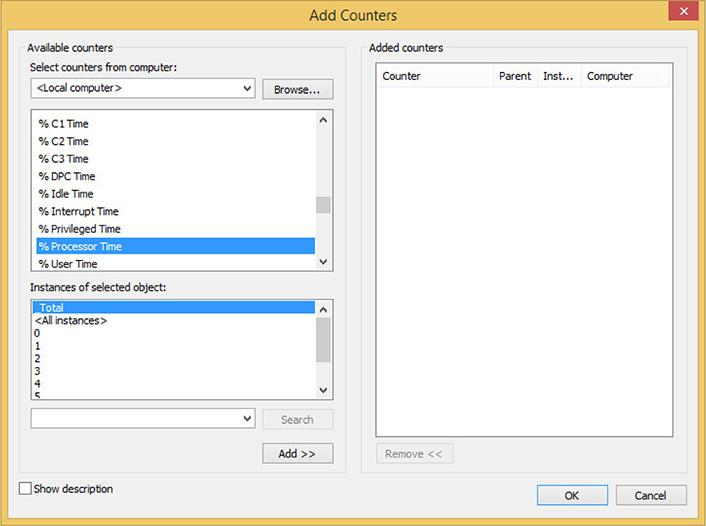 Add Counters
Available counters
Select counters from computer:
<Local computer>
Browse...
% C1 Time
% C2 Time
% C3 Time
% DPC Time
% Idle Time
% Interrupt Time
% Privileged Time
% Processor Time
% User Time
Instances of selected object:
_Total
<All instances>
0
1
2
3
4
5
Search
Add >>
Show description
Added counters
Counter Parent Inst... Computer
Remove <<
OK Cancel